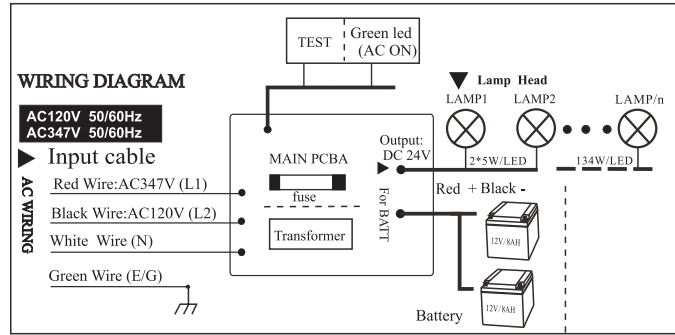 TEST
Green led
(AC ON)
WIRING DIAGRAM
AC120V 50/60Hz
AC347V 50/60Hz
Input cable
AC WIRING
Red Wire:AC347V (L1)
Black Wire:AC120V (L2)
White Wire (N)
Green Wire (E/G)
MAIN PCBA
fuse
Transformer
Output:
DC 24V
For BATT
Lamp Head
LAMP1
LAMP2
LAMP/n
2*5W/LED
134W/LED
Red + Black -
12V/8AH
12V/8AH
Battery